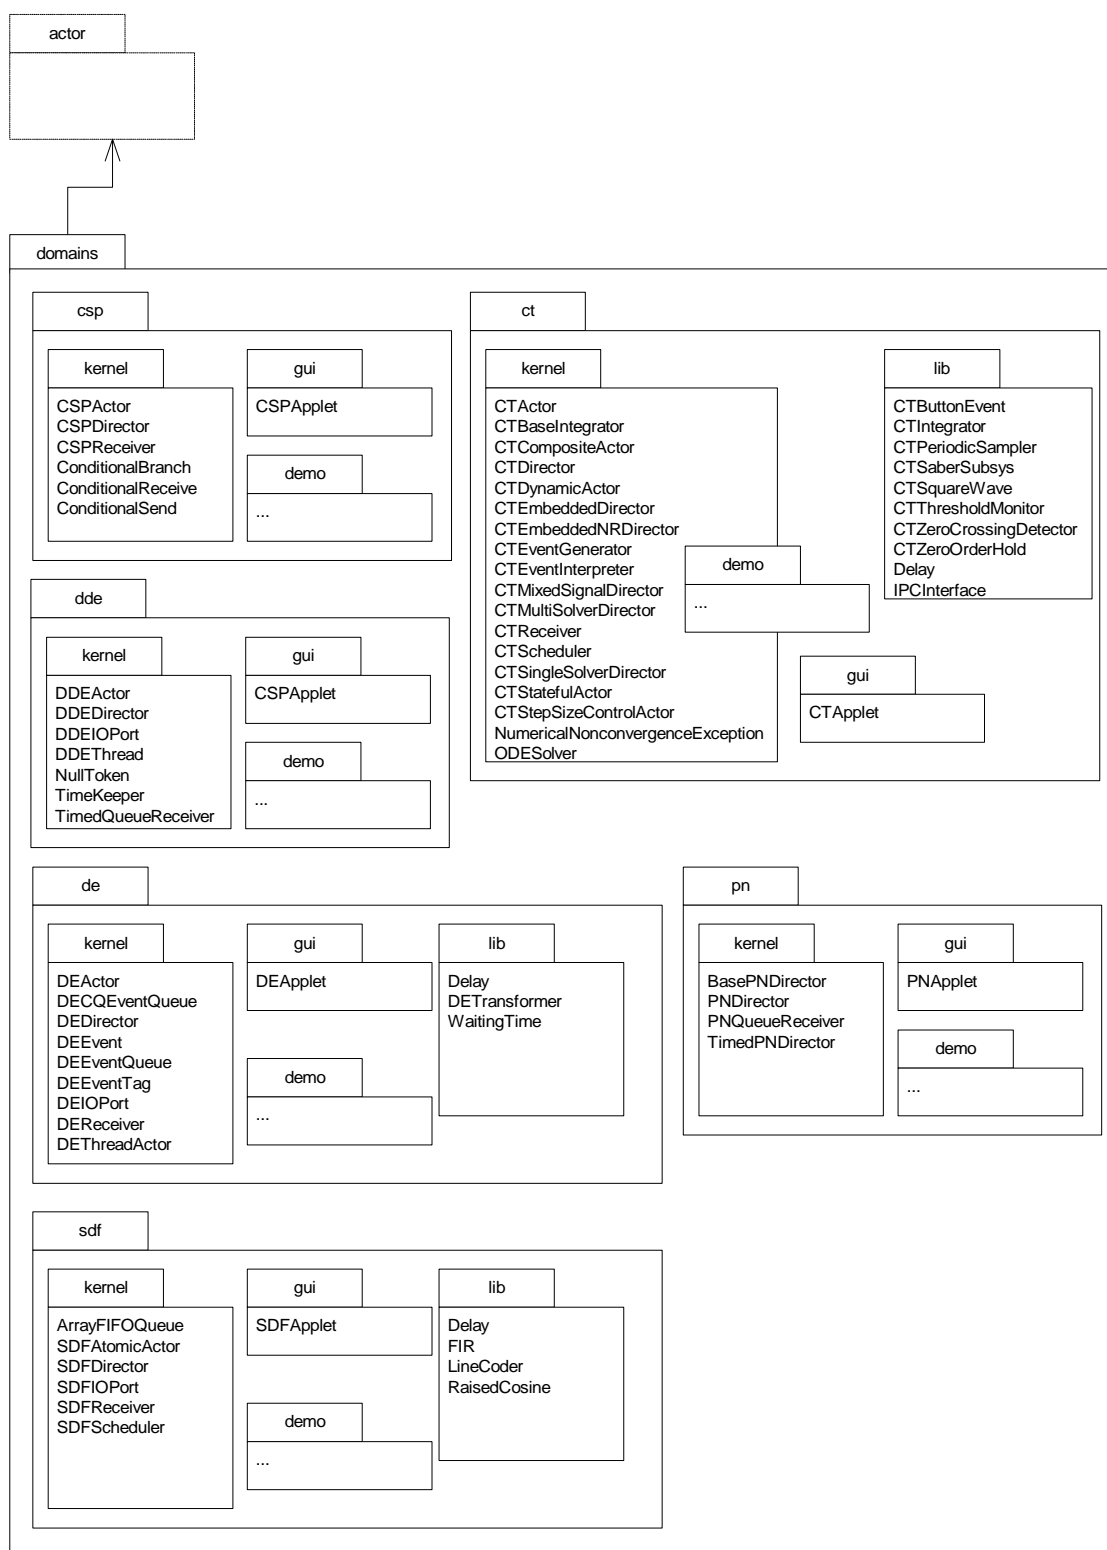 actor
domains
csp
kernel
CSPActor
CSPDirector
CSPReceiver
ConditionalBranch
ConditionalReceive
ConditionalSend
gui
CSPApplet
demo
...
ct
kernel
CTActor
CTBaseIntegrator
CTCompositeActor
CTDirector
CTDynamicActor
CTEmbeddedDirector
CTEmbeddedNRDirector
CTEventGenerator
CTEventInterpreter
CTMixedSignalDirector
CTMultiSolverDirector
CTReceiver
CTScheduler
CTSingleSolverDirector
CTStatefulActor
CTStepSizeControlActor
NumericalNonconvergenceException
ODESolver
demo
...
lib
CTButtonEvent
CTIntegrator
CTPeriodicSampler
CTSaberSubsys
CTSquareWave
CTThresholdMonitor
CTZeroCrossingDetector
CTZeroOrderHold
Delay
IPCInterface
gui
CTApplet
dde
kernel
DDEActor
DDEDirector
DDEIOPort
DDEThread
NullToken
TimeKeeper
TimedQueueReceiver
gui
CSPApplet
demo
...
de
kernel
DEActor
DECQEventQueue
DEDirector
DEEvent
DEEventQueue
DEEventTag
DEIOPort
DEReceiver
DEThreadActor
gui
DEApplet
demo
...
lib
Delay
DETransformer
WaitingTime
pn
kernel
BasePNDirector
PNDirector
PNQueueReceiver
TimedPNDirector
gui
PNApplet
demo
...
sdf
kernel
ArrayFIFOQueue
SDFAtomicActor
SDFDirector
SDFIOPort
SDFReceiver
SDFScheduler
gui
SDFApplet
demo
...
lib
Delay
FIR
LineCoder
RaisedCosine